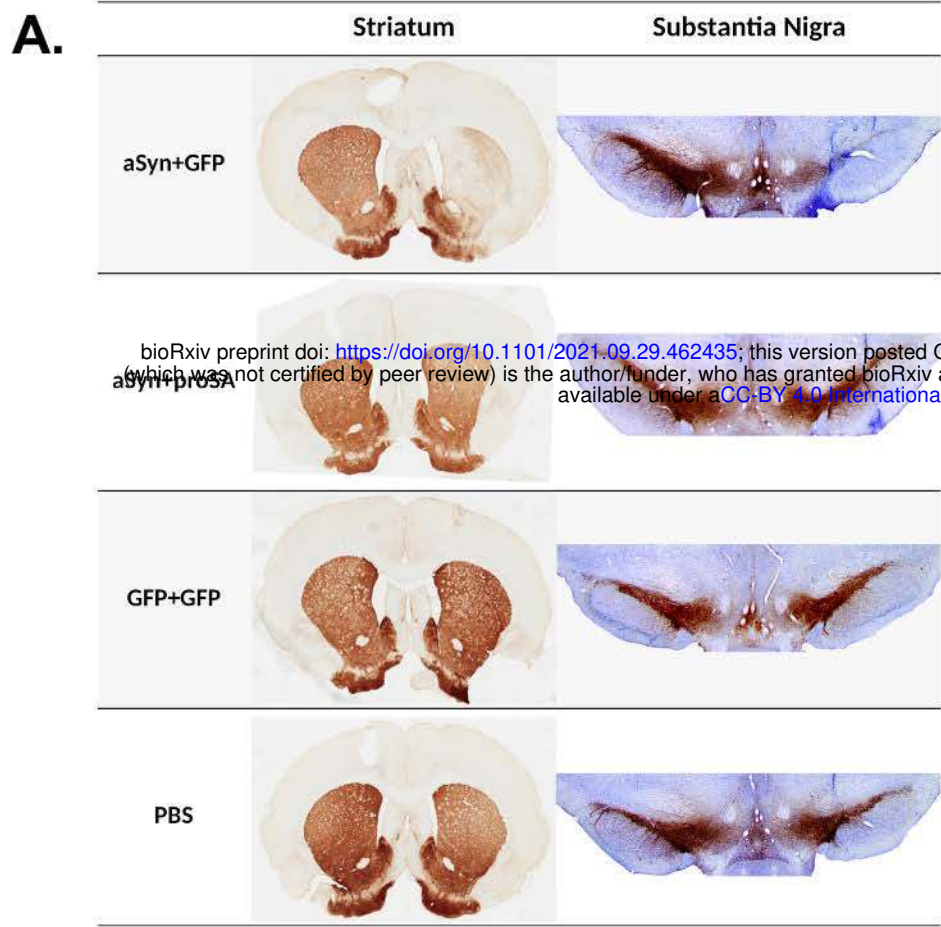 A.
Striatum Substantia Nigra
aSyn+GFP
bioRxiv preprint doi: https://doi.org/10.1101/2021.09.29.462435; this version posted
(which was not certified by peer review) is the author/funder, who has granted bioRxiv a
aSyn+proSA
available under aCC-BY 4.0 Internationa
GFP+GFP
PBS